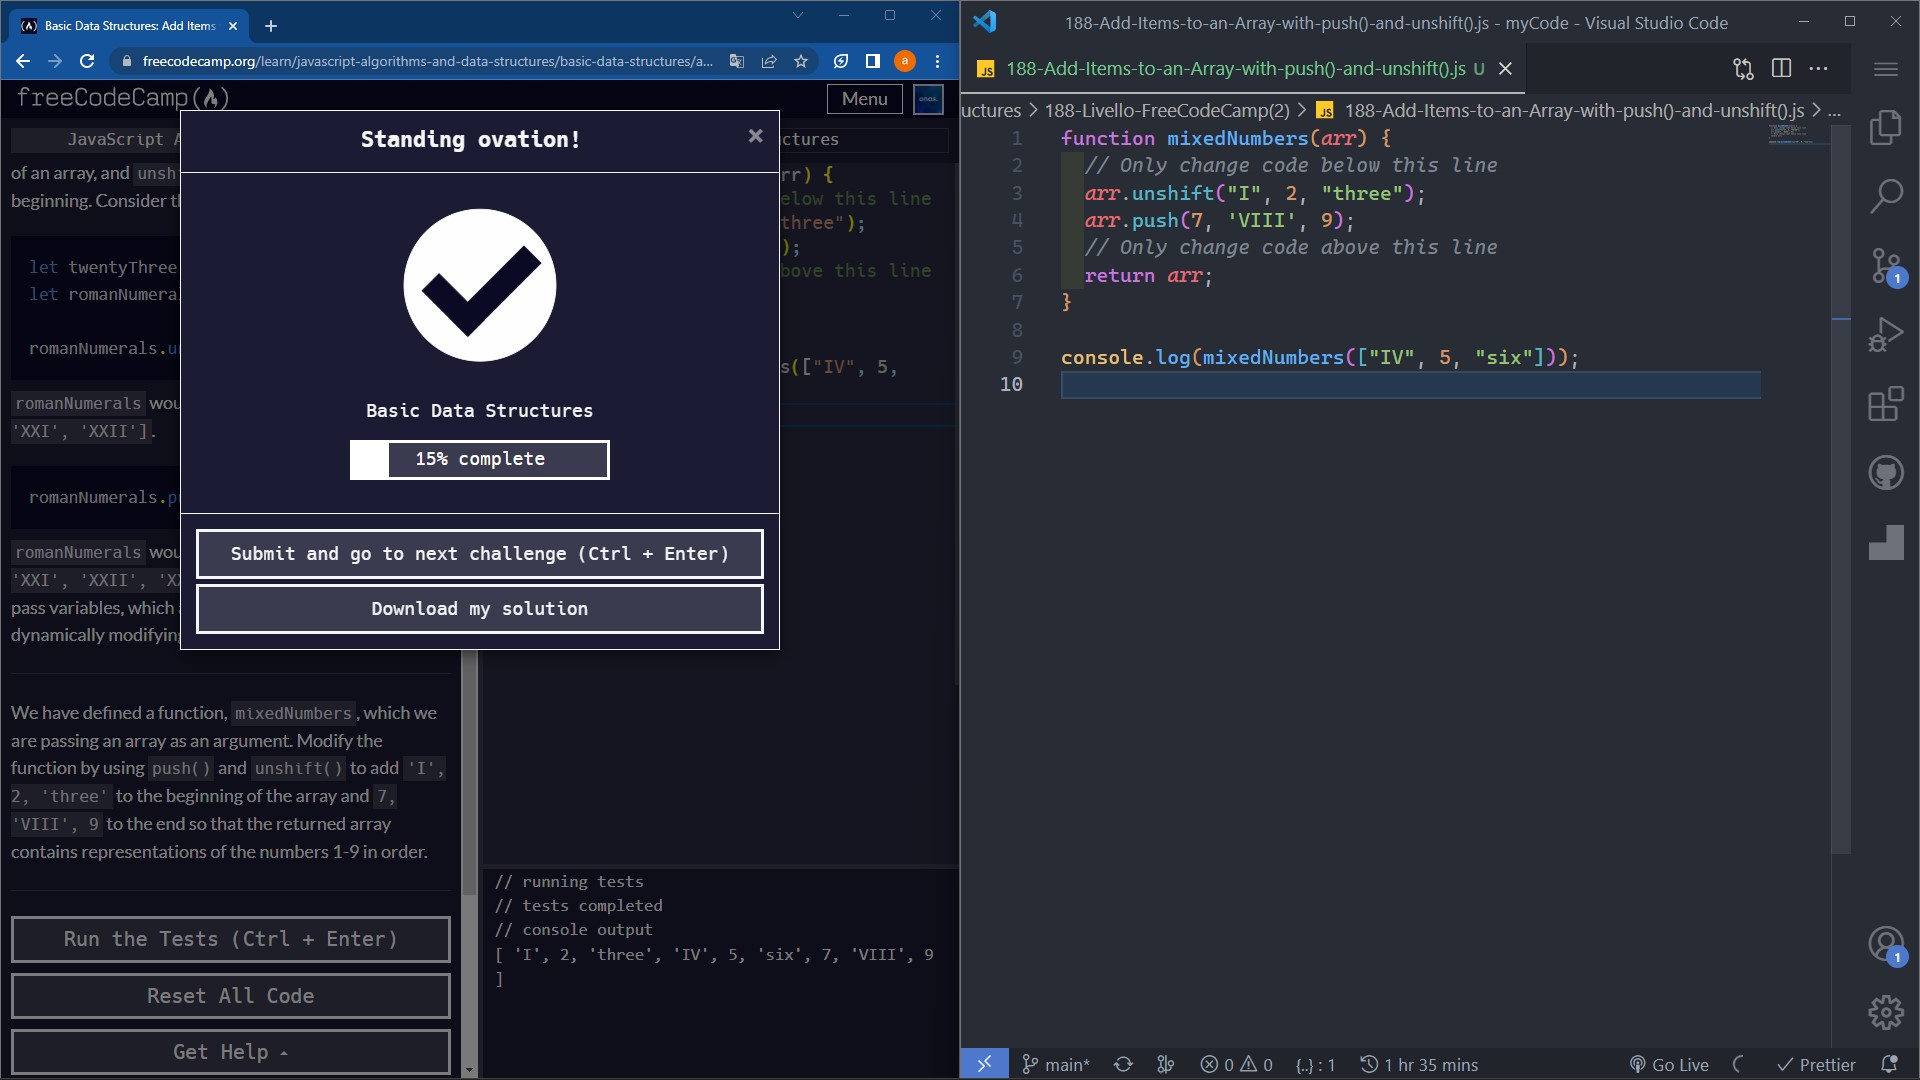 Basic Data Structures: Add Items
freecodecamp.org/learn/javascript-algorithms-and-data-structures/basic-data-structures/a...
a
freeCodeCamp
Menu
JavaScript A
ctures
of an array, and unsh
beginning. Consider t
let twentyThree
let romanNumera
romanNumerals.u
romanNumerals wou
'XXI', 'XXII'].
romanNumerals.p
romanNumerals wou
'XXI', 'XXII', 'X
pass variables, which
dynamically modifying
We have defined a function, mixedNumbers, which we
are passing an array as an argument. Modify the
function by using push() and unshift() to add 'I',
2, 'three' to the beginning of the array and 7,
'VIII', 9 to the end so that the returned array
contains representations of the numbers 1-9 in order.
Run the Tests (Ctrl + Enter)
Reset All Code
Get Help
Standing ovation!
Basic Data Structures
15% complete
Submit and go to next challenge (Ctrl + Enter)
Download my solution
rr) {
elow this line
three");
);
bove this line
s(["IV", 5,
// running tests
// tests completed
// console output
[ 'I', 2, 'three', 'IV', 5, 'six', 7, 'VIII', 9
]
188-Add-Items-to-an-Array-with-push()-and-unshift().js - myCode - Visual Studio Code
JS 188-Add-Items-to-an-Array-with-push()-and-unshift().js U
uctures > 188-Livello-FreeCodeCamp(2) > JS 188-Add-Items-to-an-Array-with-push()-and-unshift().js > ...
1 function mixedNumbers(arr) {
2 // Only change code below this line
3 arr.unshift("I", 2, "three");
4 arr.push(7, 'VIII', 9);
5 // Only change code above this line
6 return arr;
7 }
8
9 console.log(mixedNumbers(["IV", 5, "six"]));
10
1
1
main* 0 0 {..} : 1 1 hr 35 mins Go Live Prettier